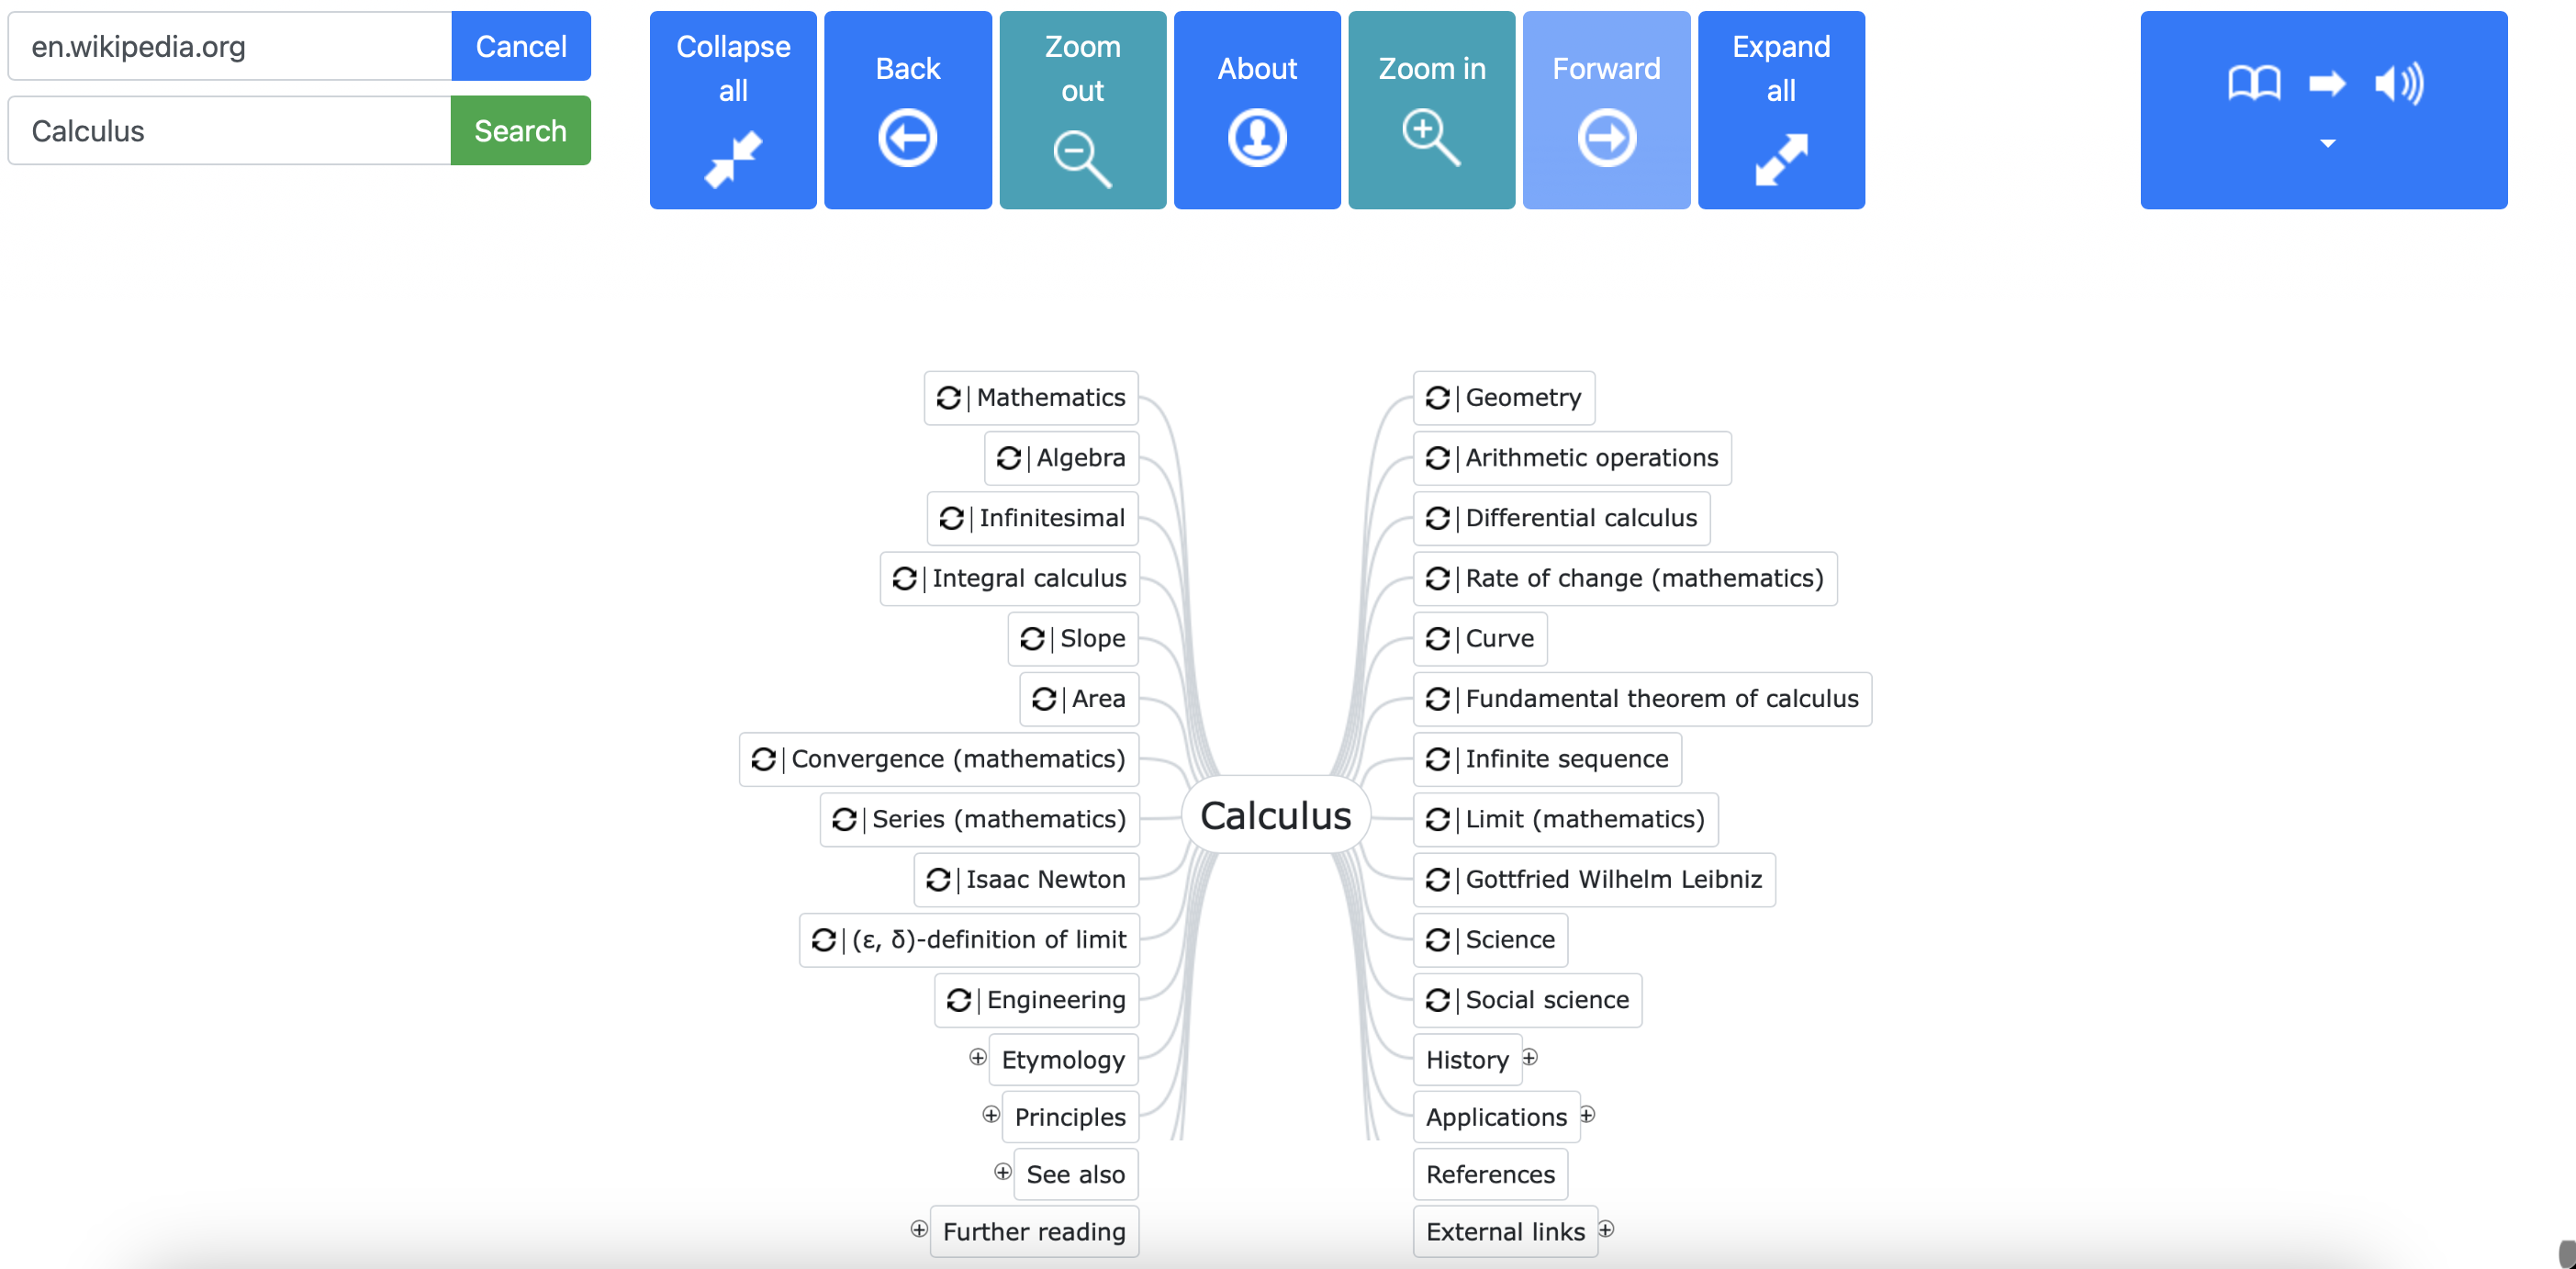 en.wikipedia.org
Cancel
Calculus
Search
Collapse
all
Back
Zoom
out
About
Zoom in
Forward
Expand
all
Mathematics
Algebra
Infinitesimal
Integral calculus
Slope
Area
Convergence (mathematics)
Series (mathematics)
Isaac Newton
(ε, δ)-definition of limit
Engineering
Etymology
Principles
See also
Further reading
Calculus
Geometry
Arithmetic operations
Differential calculus
Rate of change (mathematics)
Curve
Fundamental theorem of calculus
Infinite sequence
Limit (mathematics)
Gottfried Wilhelm Leibniz
Science
Social science
History
Applications
References
External links